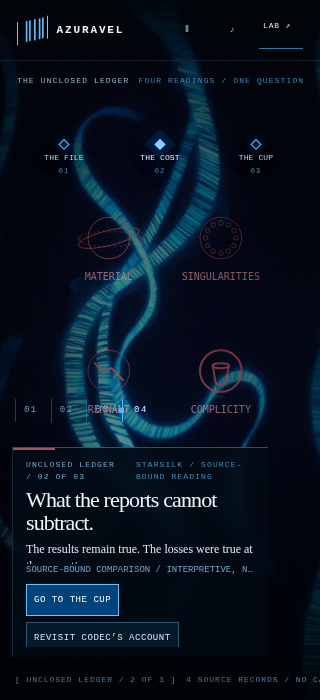 AZURAVEL
LAB ↗
THE UNCLOSED LEDGER FOUR READINGS / ONE QUESTION
THE FILE THE COST THE CUP
01 02 03
MATERIAL SINGULARITIES
REMNANT COMPLICITY
01 02 04
UNCLOSED LEDGER / 02 OF 03
STARSILK / SOURCE-BOUND READING
What the reports cannot
subtract.
The results remain true. The losses were true at
SOURCE-BOUND COMPARISON / INTERPRETIVE, N…
GO TO THE CUP
REVISIT CODEC'S ACCOUNT
[ UNCLOSED LEDGER / 2 OF 3 ] 4 SOURCE RECORDS / NO CA